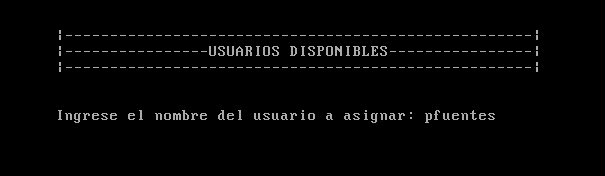 ¦----------------------------------------------------¦
¦----------------USUARIOS DISPONIBLES----------------¦
¦----------------------------------------------------¦
Ingrese el nombre del usuario a asignar: pfuentes